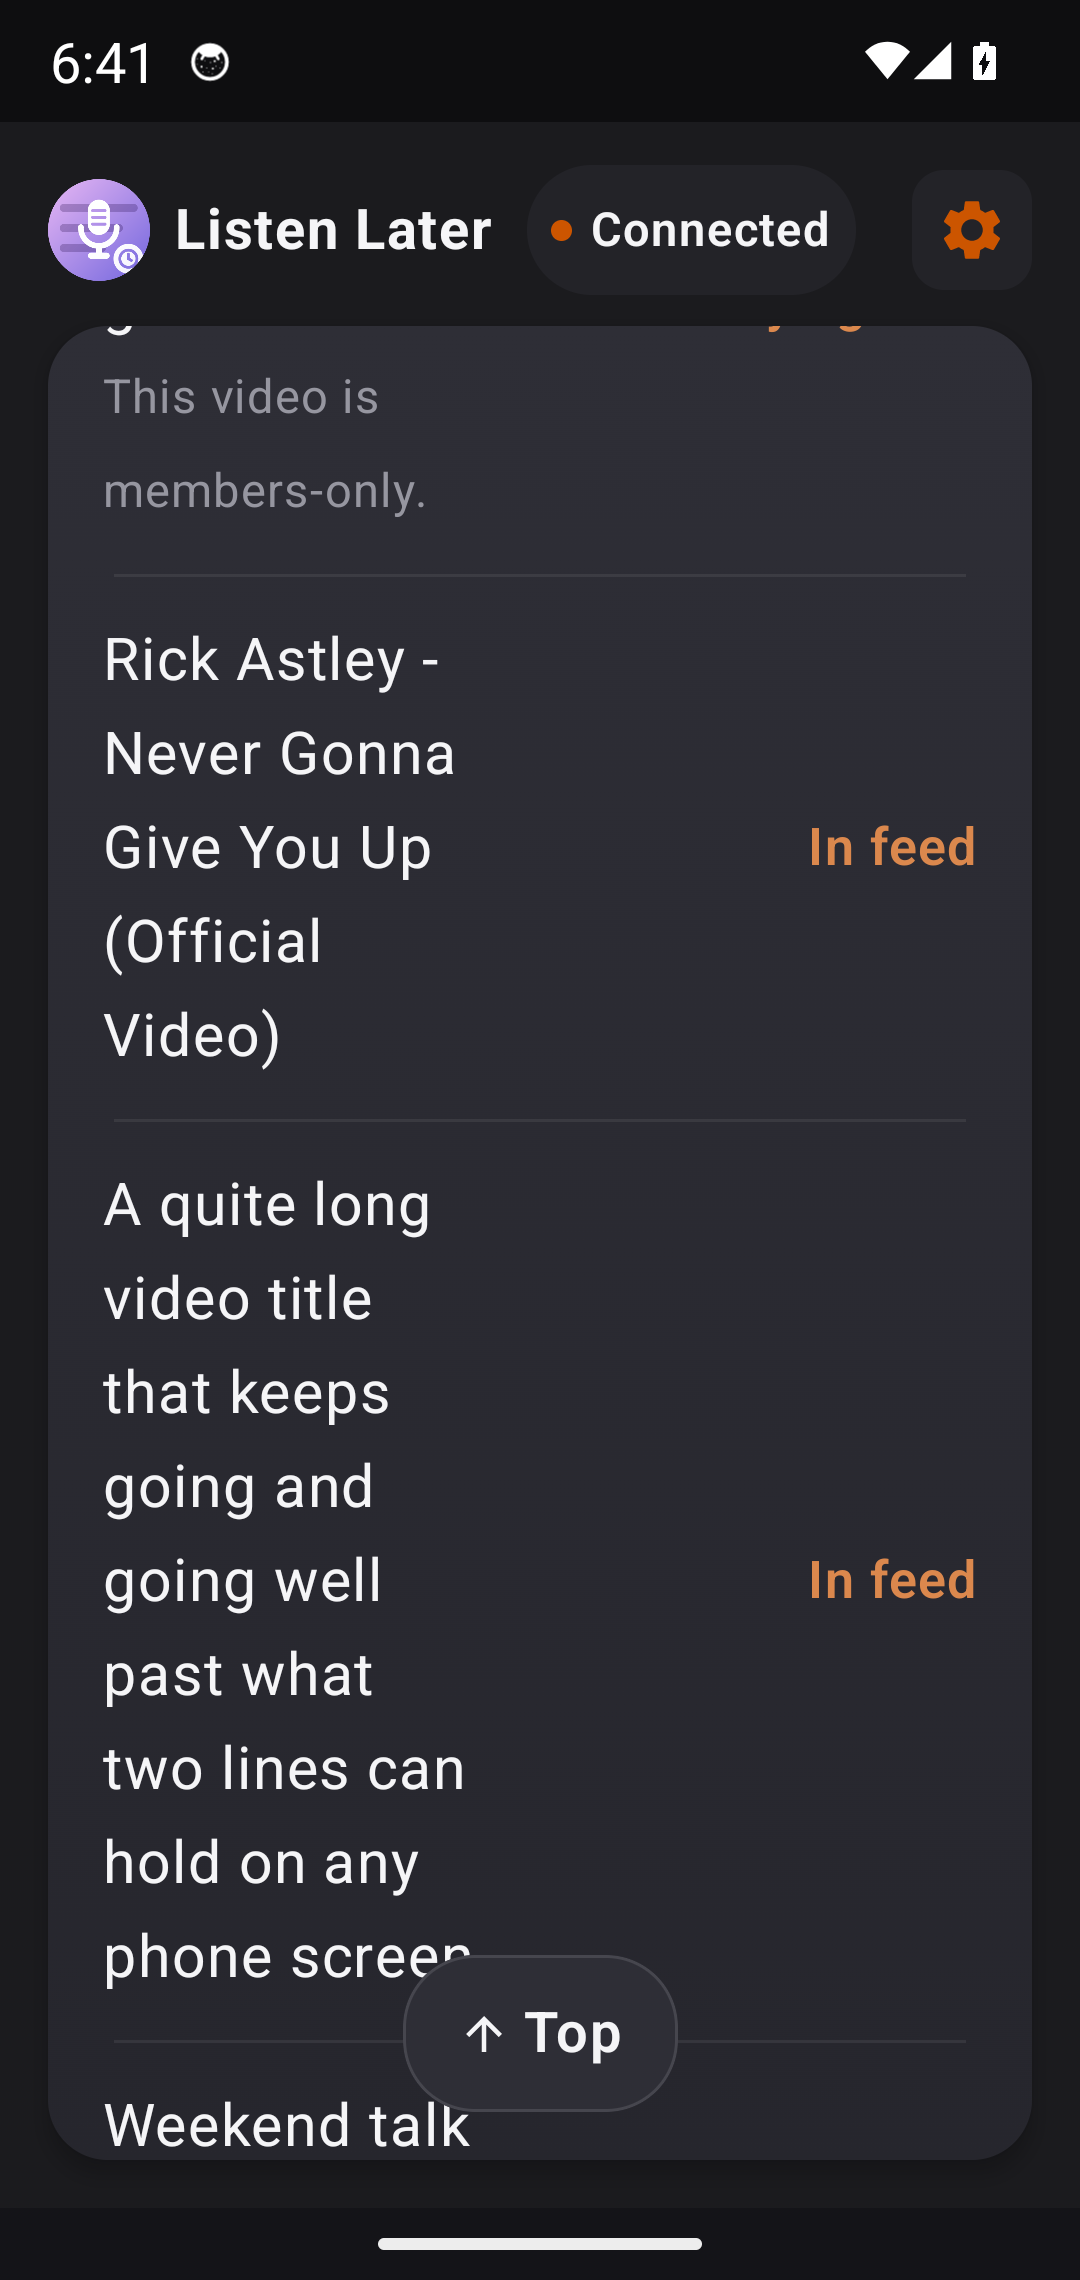 6:41
Listen Later
Connected
This video is
members-only.
Rick Astley -
Never Gonna
Give You Up
(Official
Video)
In feed
A quite long
video title
that keeps
going and
going well
past what
two lines can
hold on any
phone screen
In feed
↑ Top
Weekend talk